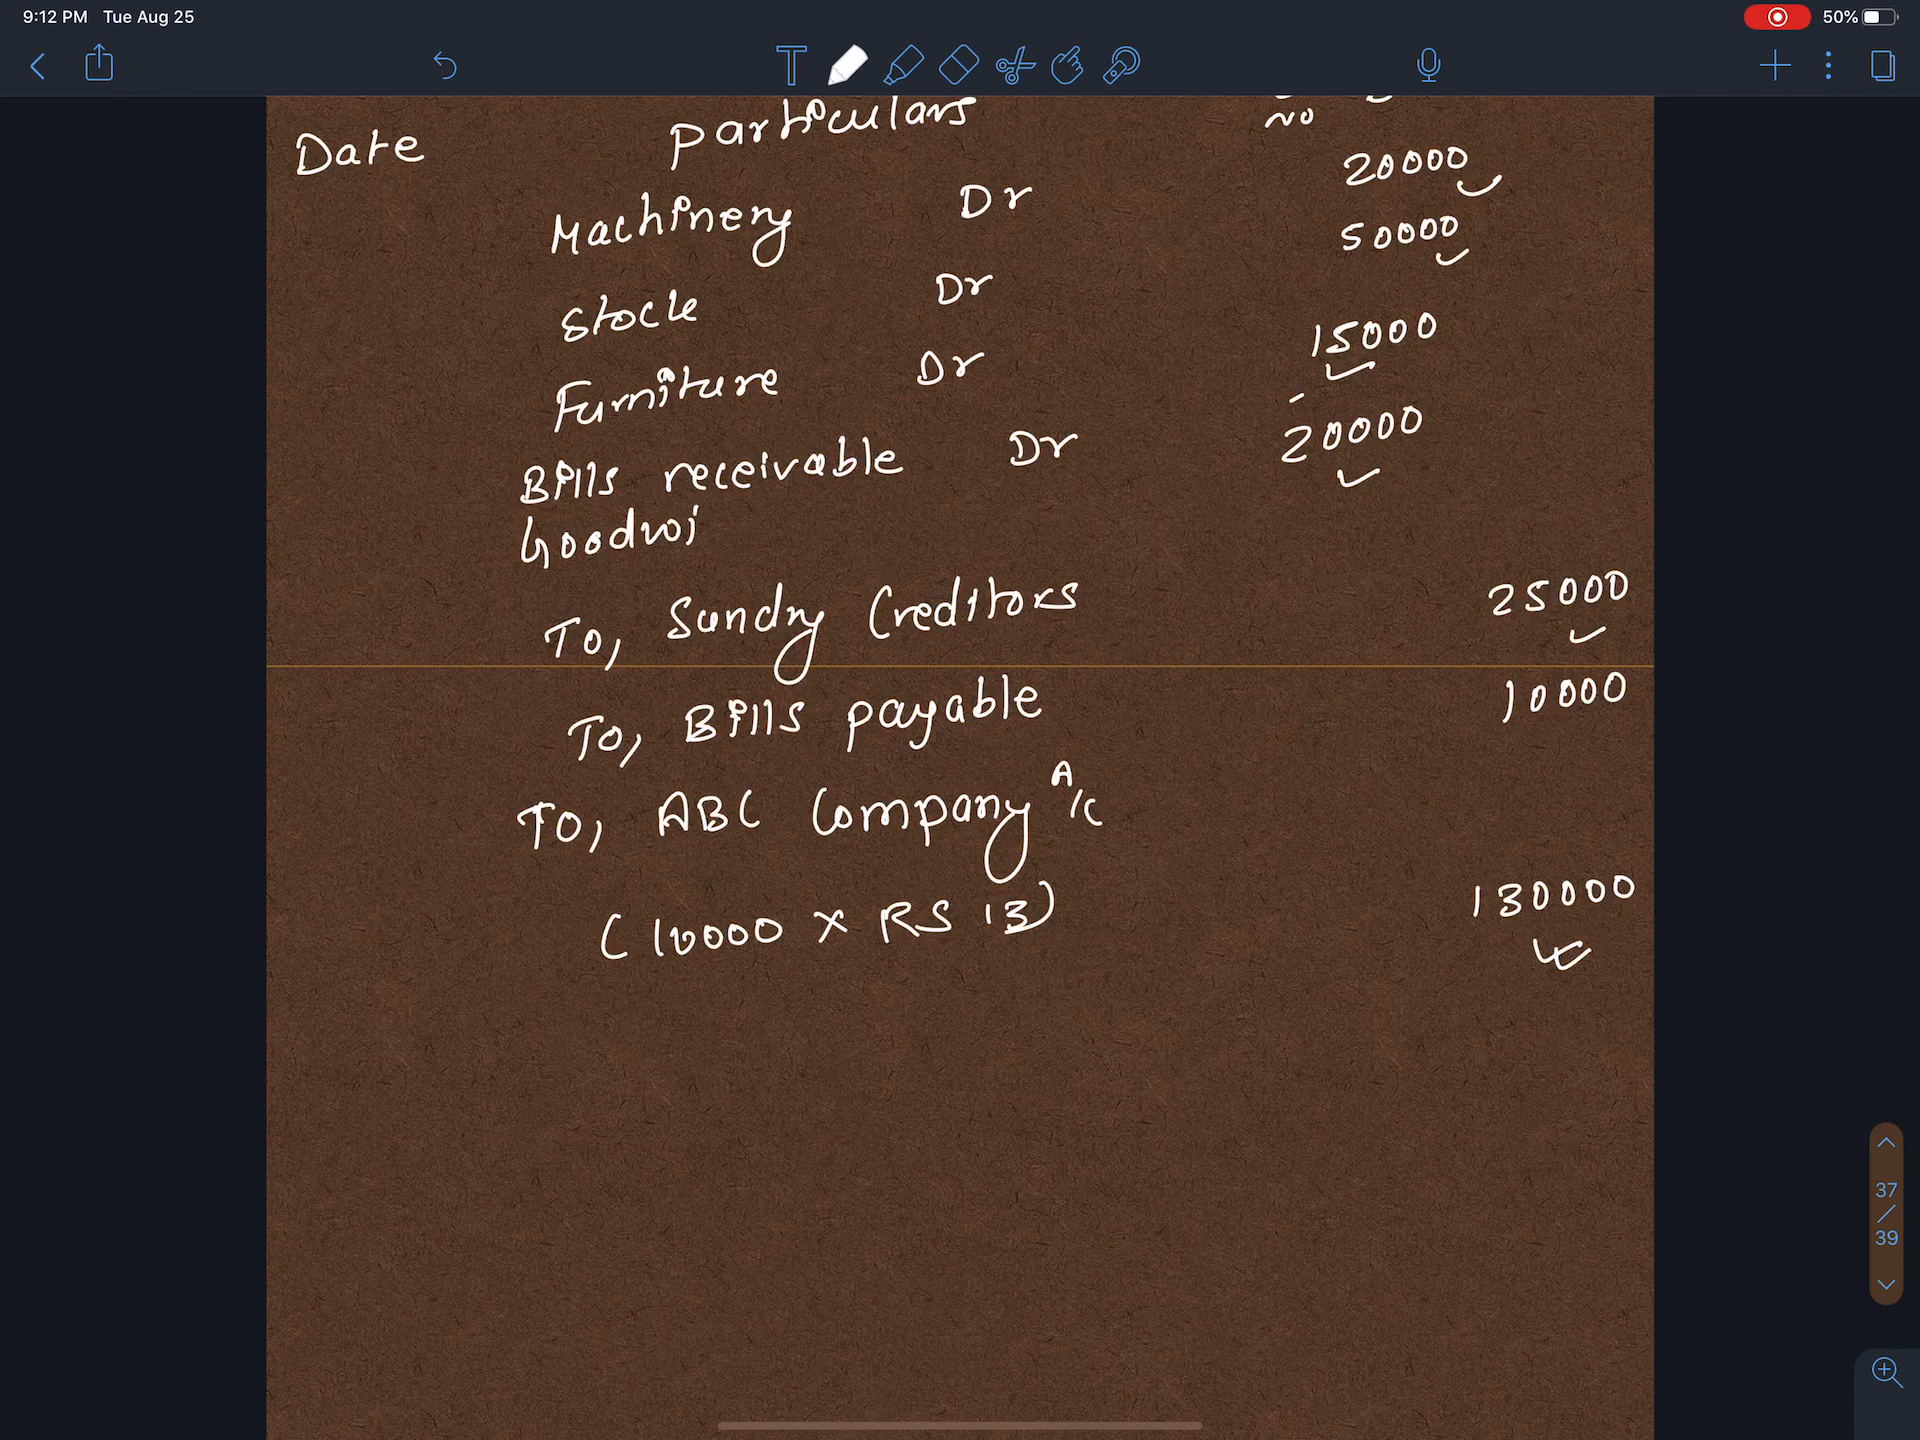 9:12 PM Tue Aug 25
50%
Date Particulars
No
Machinery Dr 20000
Stock Dr 50000
Furniture Dr 15000
Bills receivable Dr 20000
Goodwi
To, Sundry Creditors 25000
To, Bills payable 10000
To, ABC Company A/c
(10000 X RS 13) 130000
37
/
39